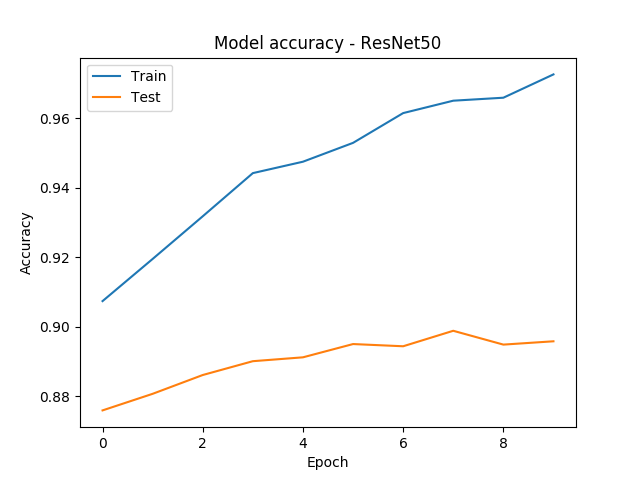 Model accuracy - ResNet50
Train
Test
0.96
0.94
0.92
0.90
0.88
Accuracy
0 2 4 6 8
Epoch